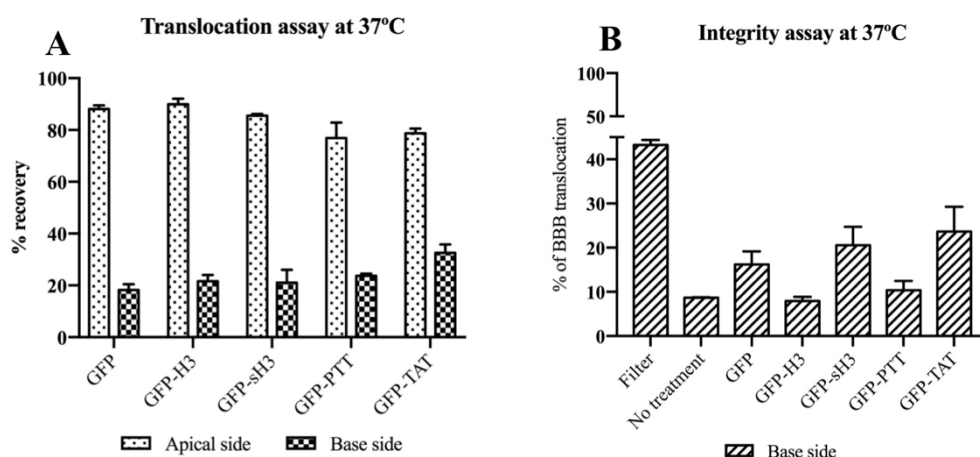 A
Translocation assay at 37ºC
% recovery
100
80
60
40
20
0
GFP
GFP-H3
GFP-sH3
GFP-PTT
GFP-TAT
Apical side
Base side
B
Integrity assay at 37ºC
% of BBB translocation
100
50
40
30
20
10
0
Filter
No treatment
GFP
GFP-H3
GFP-sH3
GFP-PTT
GFP-TAT
Base side